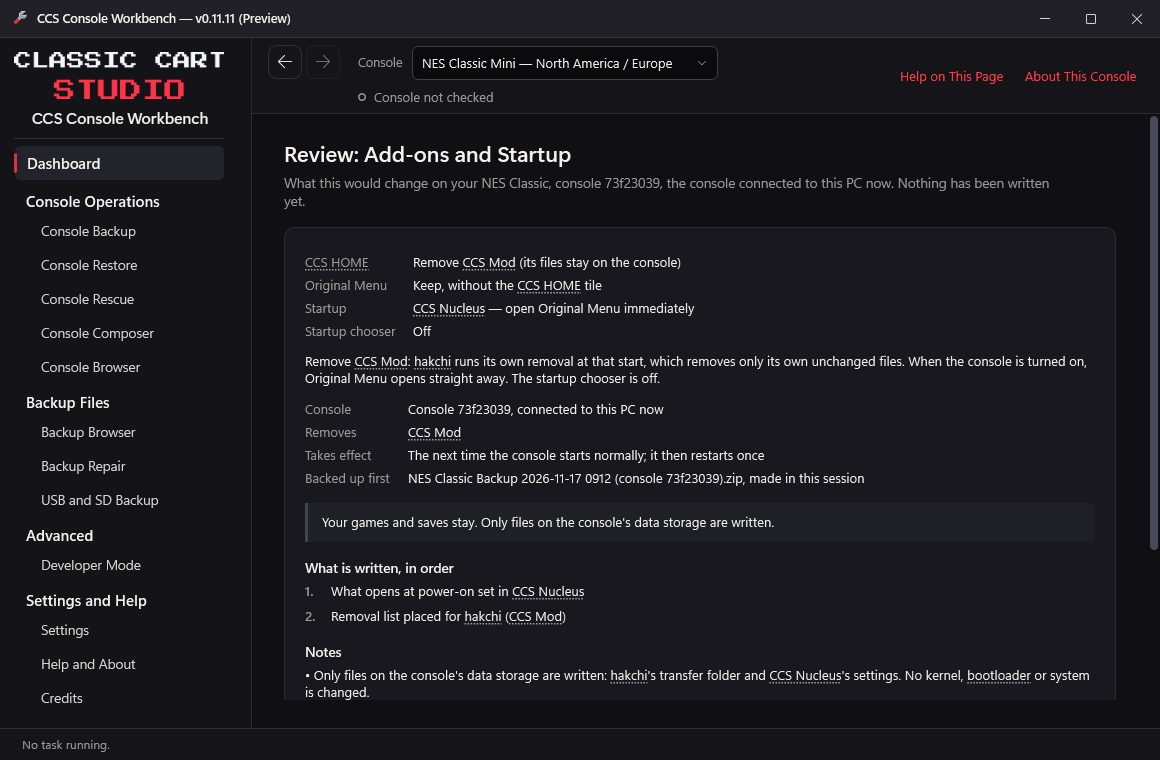 CCS Console Workbench — v0.11.11 (Preview)
CLASSIC CART
STUDIO
CCS Console Workbench
Dashboard
Console Operations
Console Backup
Console Restore
Console Rescue
Console Composer
Console Browser
Backup Files
Backup Browser
Backup Repair
USB and SD Backup
Advanced
Developer Mode
Settings and Help
Settings
Help and About
Credits
Console
NES Classic Mini — North America / Europe
Console not checked
Help on This Page
About This Console
Review: Add-ons and Startup
What this would change on your NES Classic, console 73f23039, the console connected to this PC now. Nothing has been written
yet.
CCS HOME Remove CCS Mod (its files stay on the console)
Original Menu Keep, without the CCS HOME tile
Startup CCS Nucleus — open Original Menu immediately
Startup chooser Off
Remove CCS Mod: hakchi runs its own removal at that start, which removes only its own unchanged files. When the console is turned on,
Original Menu opens straight away. The startup chooser is off.
Console Console 73f23039, connected to this PC now
Removes CCS Mod
Takes effect The next time the console starts normally; it then restarts once
Backed up first NES Classic Backup 2026-11-17 0912 (console 73f23039).zip, made in this session
Your games and saves stay. Only files on the console's data storage are written.
What is written, in order
1. What opens at power-on set in CCS Nucleus
2. Removal list placed for hakchi (CCS Mod)
Notes
• Only files on the console's data storage are written: hakchi's transfer folder and CCS Nucleus's settings. No kernel, bootloader or system
is changed.
No task running.